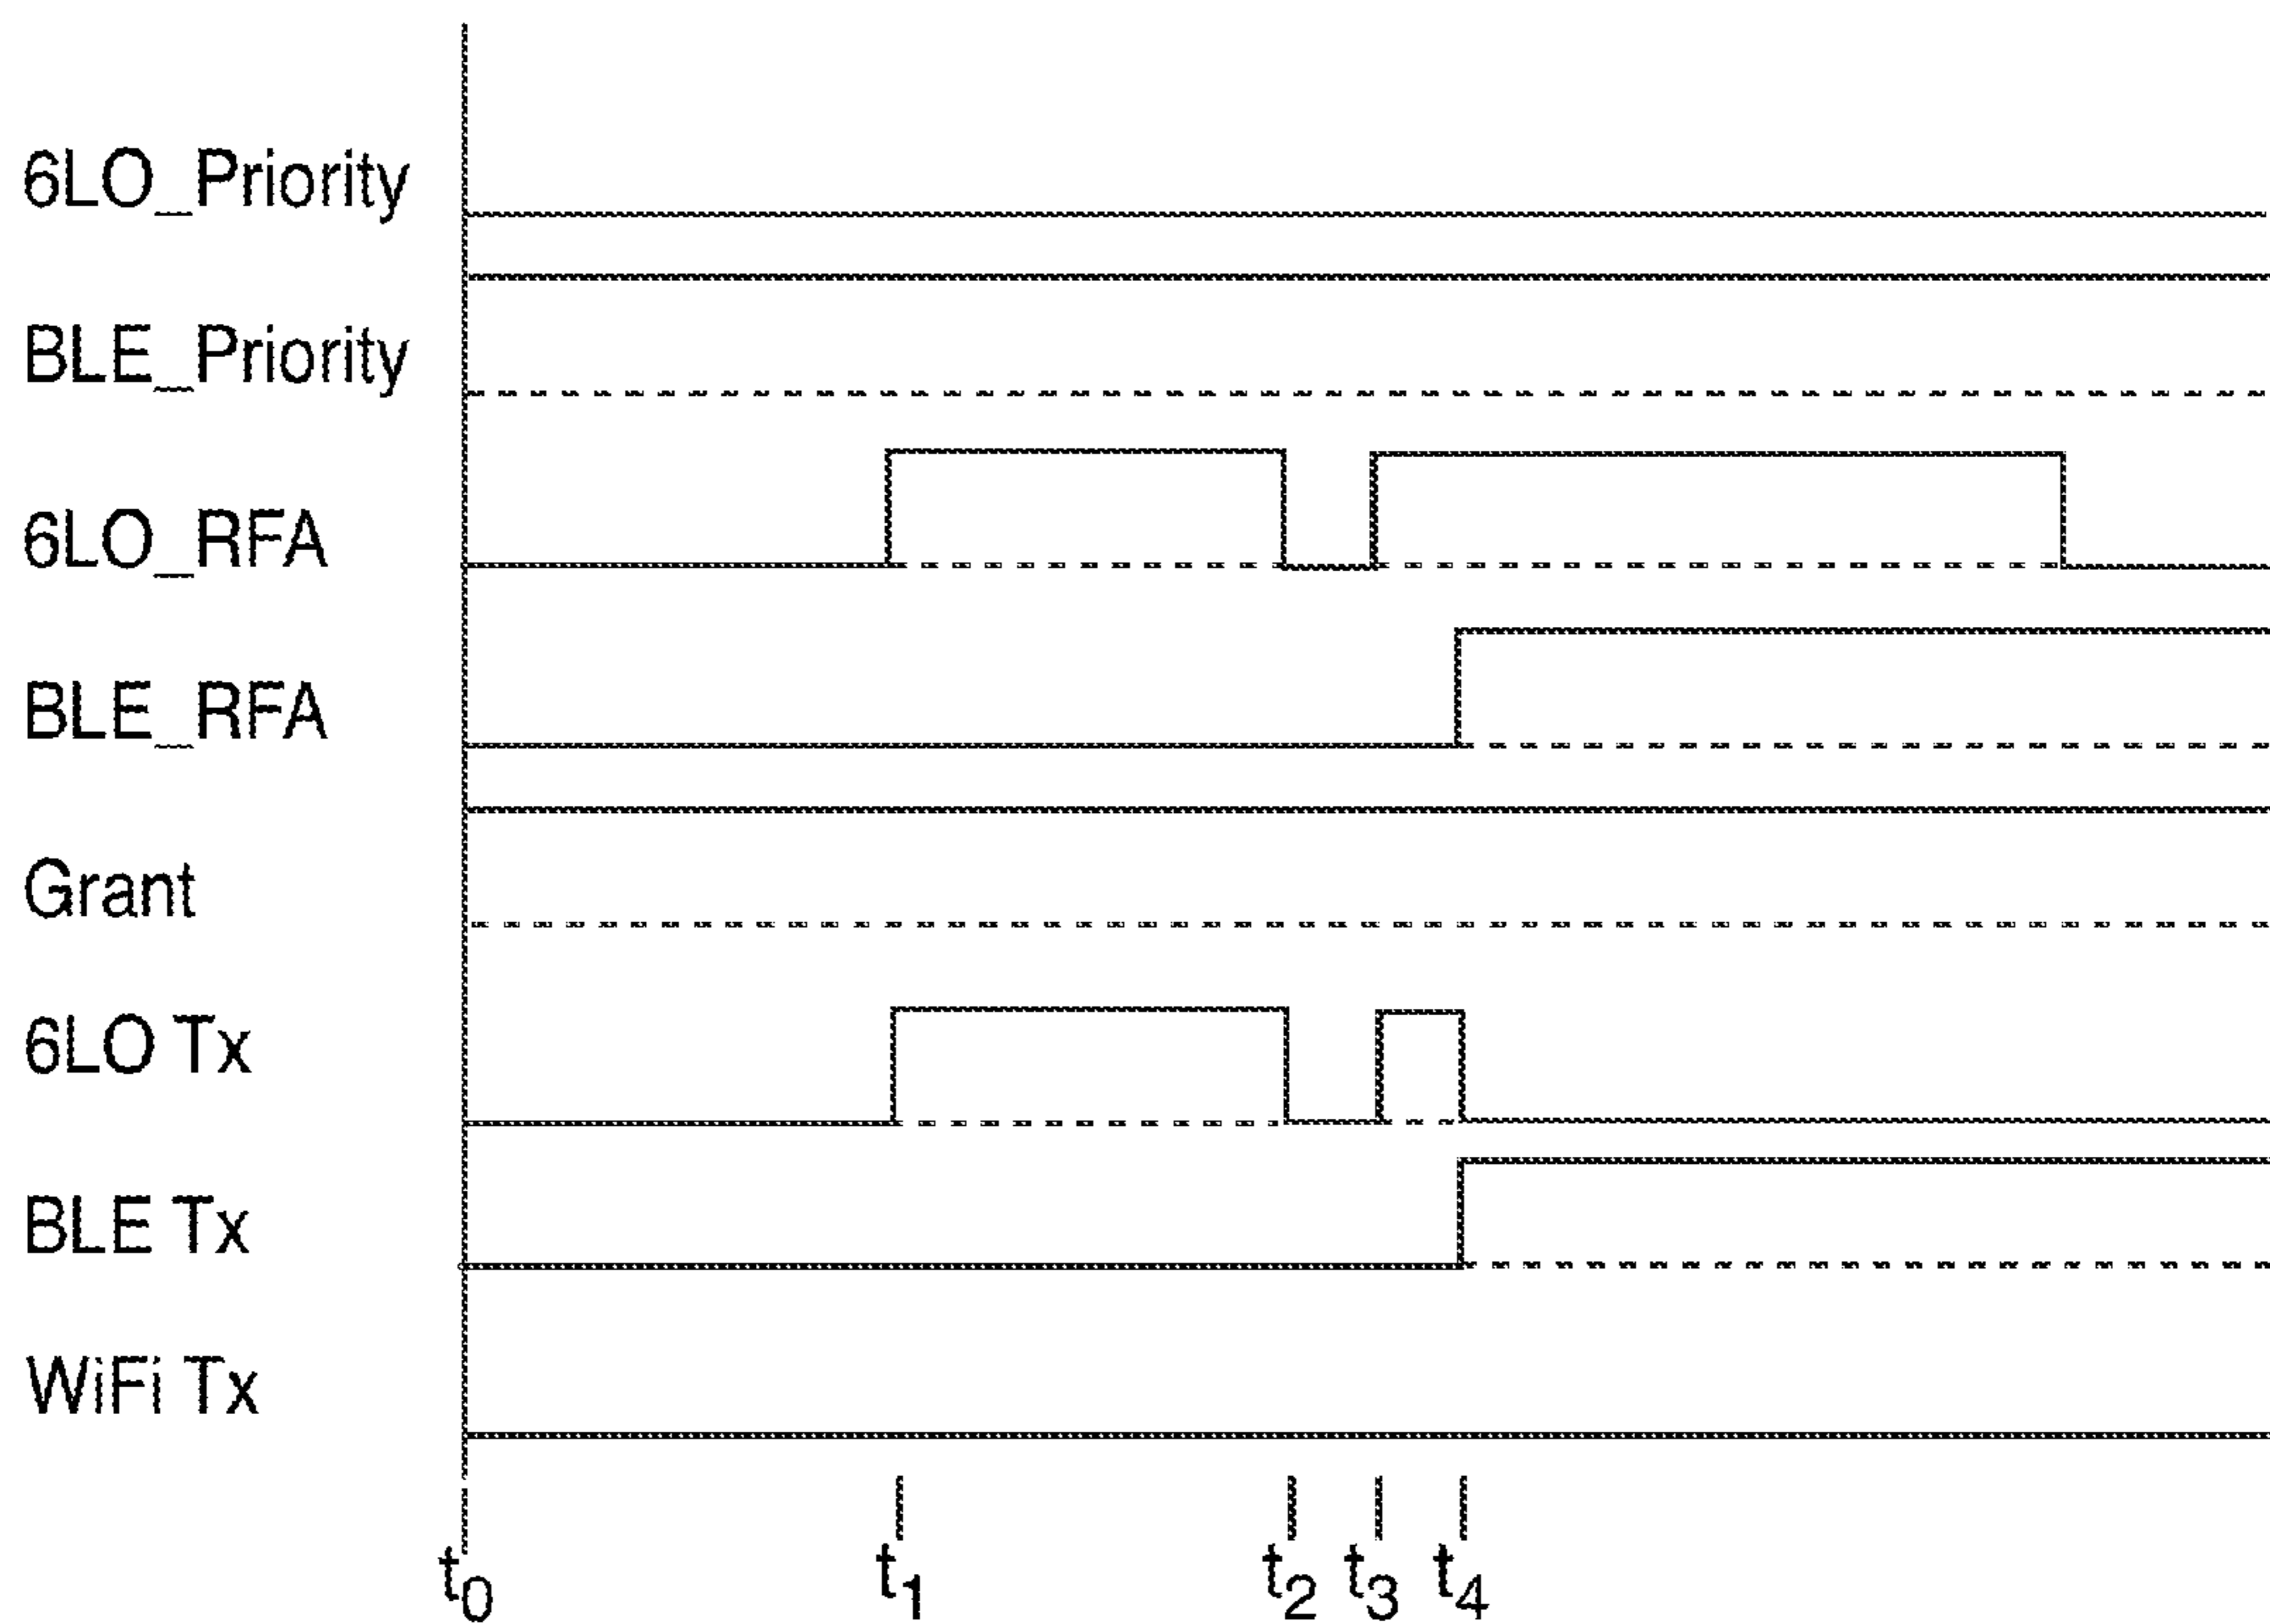 6LO_Priority
BLE_Priority
6LO_RFA
BLE_RFA
Grant
6LO Tx
BLE Tx
WiFi Tx
t0 t1 t2 t3 t4